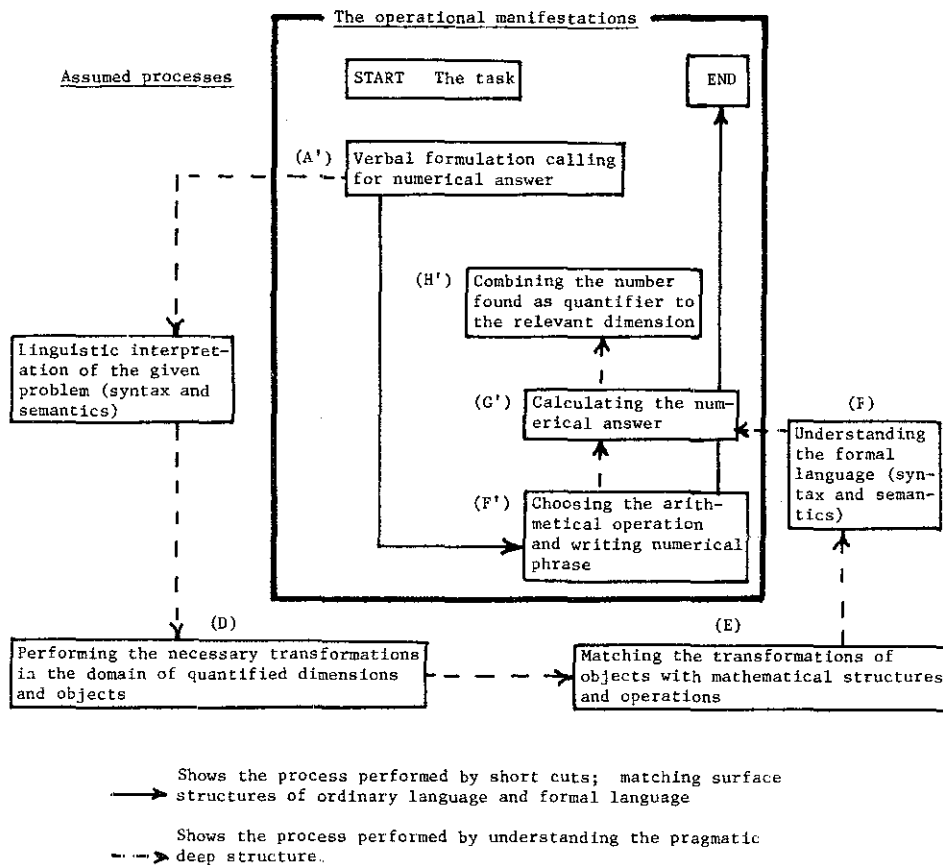 The operational manifestations
Assumed processes
START The task
END
(A')
Verbal formulation calling
for numerical answer
(H')
Combining the number
found as quantifier to
the relevant dimension
Linguistic interpret-
ation of the given
problem (syntax and
semantics)
(G')
Calculating the num-
erical answer
(F)
Understanding
the formal
language (syn-
tax and seman-
tics)
(F')
Choosing the arith-
metical operation
and writing numerical
phrase
(D)
Performing the necessary transformations
in the domain of quantified dimensions
and objects
(E)
Matching the transformations of
objects with mathematical structures
and operations
Shows the process performed by short cuts; matching surface
structures of ordinary language and formal language
Shows the process performed by understanding the pragmatic
deep structure.